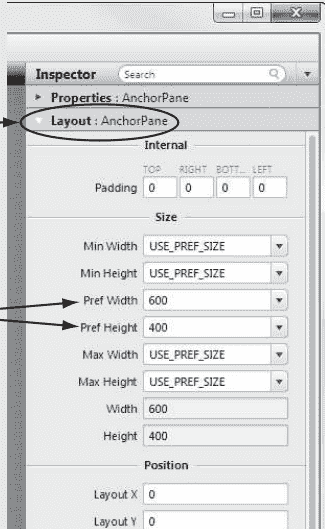 Inspector Search
Properties : AnchorPane
Layout : AnchorPane
Internal
TOP RIGHT BOTT... LEFT
Padding 0 0 0 0
Size
Min Width USE_PREF_SIZE
Min Height USE_PREF_SIZE
Pref Width 600
Pref Height 400
Max Width USE_PREF_SIZE
Max Height USE_PREF_SIZE
Width 600
Height 400
Position
Layout X 0
Layout Y 0